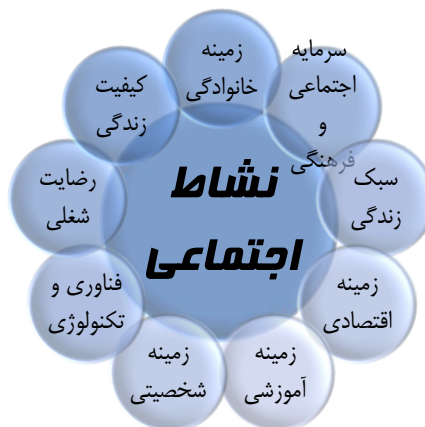 نشاط
اجتماعی
زمینه
خانوادگی
سرمایه
اجتماعی
و
فرهنگی
سبک
زندگی
زمینه
اقتصادی
زمینه
آموزشی
زمینه
شخصیتی
فناوری و
تکنولوژی
رضایت
شغلی
کیفیت
زندگی